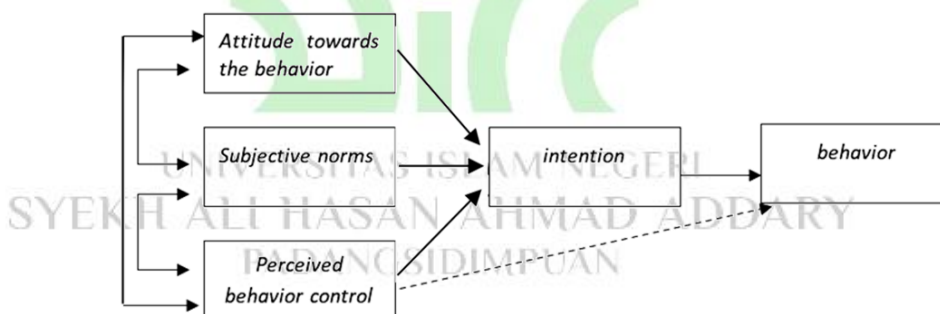 Attitude towards
the behavior
Subjective norms
intention
behavior
Perceived
behavior control
UNIVERSITAS ISLAM NEGERI
SYEKH ALI HASAN AHMAD ADDARY
PADANGSIDIMPUAN